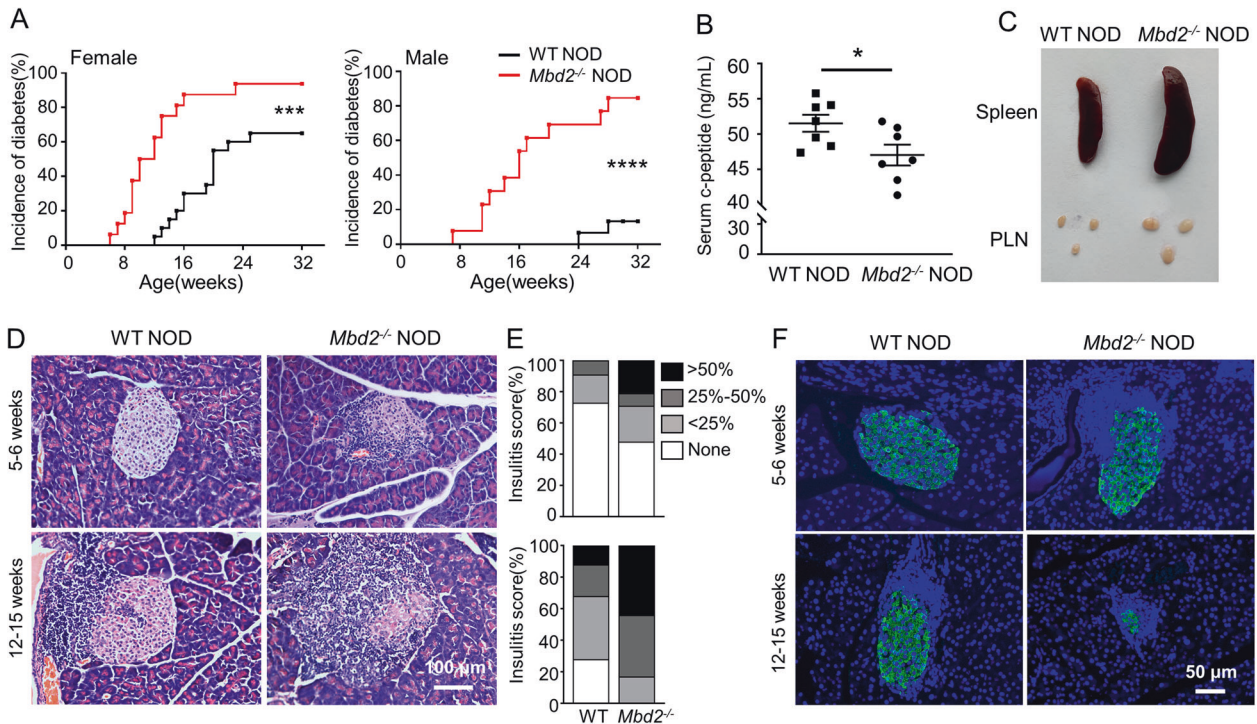 A
Female
Incidence of diabetes(%)
100
80
60
40
20
0
***
0
8
16
24
32
Age(weeks)
Male
WT NOD
Mbd2-/- NOD
Incidence of diabetes(%)
100
80
60
40
20
0
****
0
8
16
24
32
Age(weeks)
B
Serum c-peptide (ng/mL)
60
55
50
45
40
30
0
*
WT NOD
Mbd2-/- NOD
C
WT NOD
Mbd2-/- NOD
Spleen
PLN
D
WT NOD
Mbd2-/- NOD
5-6 weeks
12-15 weeks
100 μm
E
Insulitis score(%)
100
80
60
40
20
0
>50%
25%-50%
<25%
None
Insulitis score(%)
100
80
60
40
20
0
WT
Mbd2-/-
F
WT NOD
Mbd2-/- NOD
5-6 weeks
12-15 weeks
50 μm